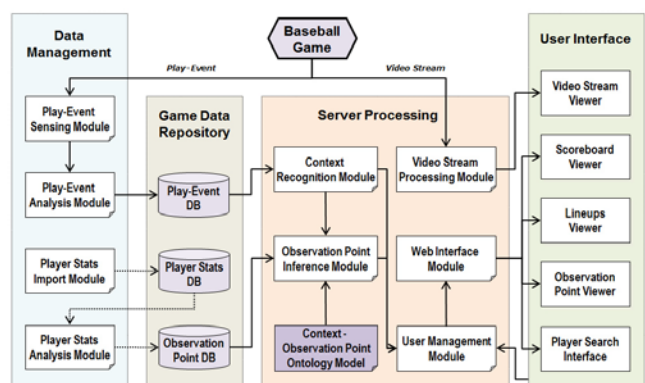 Baseball
Game
Play-Event
Video Stream
Data
Management
Play-Event
Sensing Module
Play-Event
Analysis Module
Player Stats
Import Module
Player Stats
Analysis Module
Game Data
Repository
Play-Event
DB
Player Stats
DB
Observation
Point DB
Server Processing
Context
Recognition Module
Video Stream
Processing Module
Observation Point
Inference Module
Web Interface
Module
Context -
Observation Point
Ontology Model
User Management
Module
User Interface
Video Stream
Viewer
Scoreboard
Viewer
Lineups
Viewer
Observation
Point Viewer
Player Search
Interface